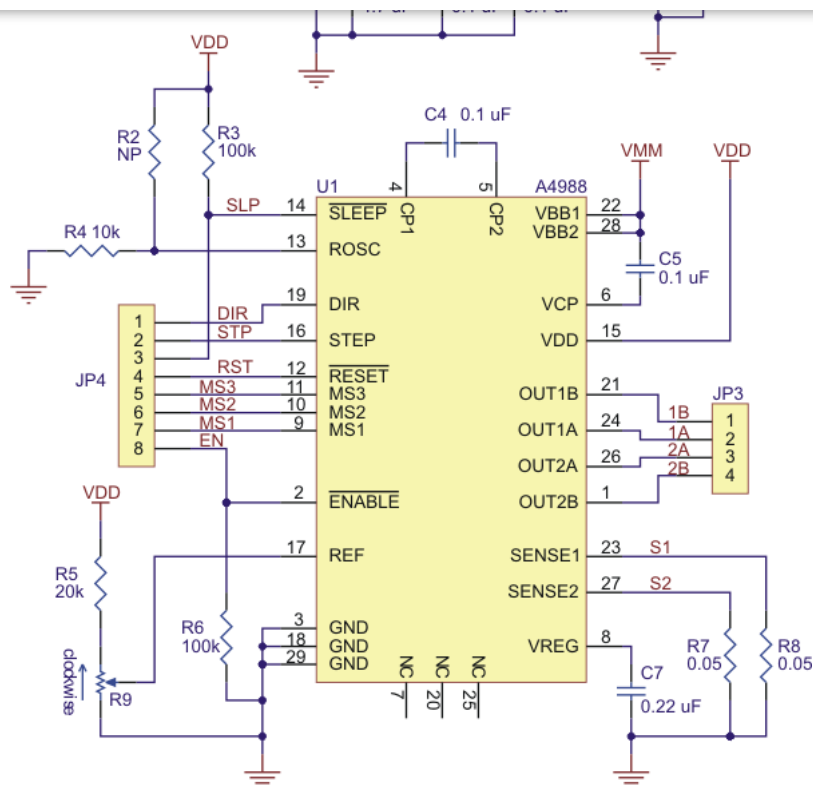 VDD
C4 0.1 uF
R2
NP
R3
100k
VMM
VDD
U1
4
5
A4988
CP1
CP2
SLP
14
SLEEP
VBB1
22
VBB2
28
R4 10k
13
ROSC
C5
0.1 uF
19
DIR
VCP
6
DIR
1
STP
2
16
STEP
VDD
15
3
RST
4
12
RESET
JP4
MS3
5
11
MS3
OUT1B
21
JP3
MS2
6
10
MS2
1B
1
MS1
7
9
MS1
OUT1A
24
1A
2
EN
8
2A
3
OUT2A
26
2B
4
VDD
2
ENABLE
OUT2B
1
17
REF
SENSE1
23
S1
R5
20k
SENSE2
27
S2
R6
100k
3
GND
18
GND
29
GND
VREG
8
R7
0.05
R8
0.05
NC
NC
NC
7
20
25
C7
0.22 uF
clockwise
R9